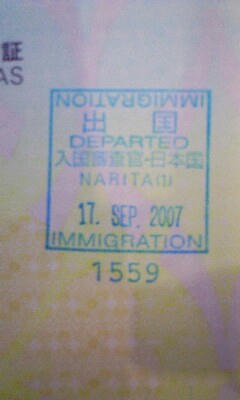 証
AS
IMMIGRATION
出 国
DEPARTED
入国審査官・日本国
NARITA(1)
17. SEP. 2007
IMMIGRATION
1559